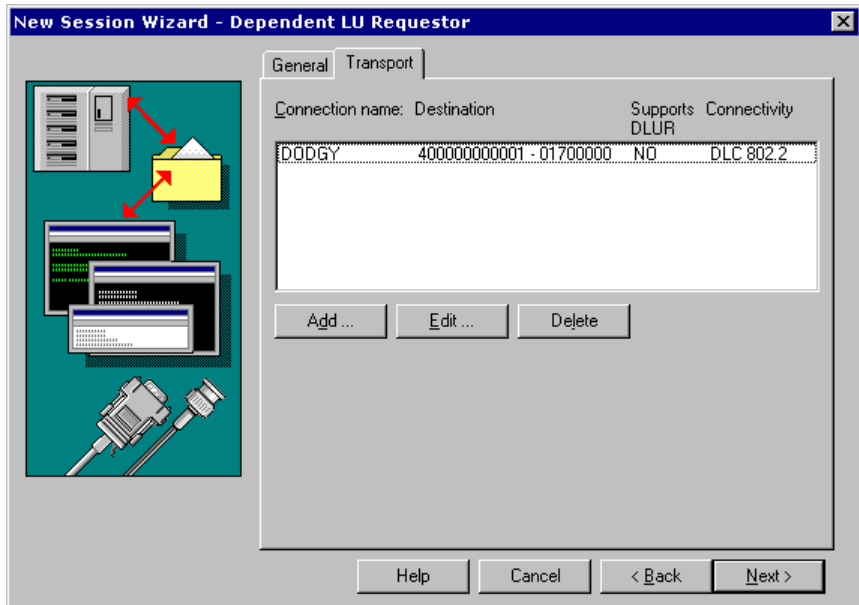 New Session Wizard - Dependent LU Requestor
General Transport
Connection name: Destination Supports DLUR Connectivity
DODGY 400000000001 - 01700000 NO DLC 802.2
Add ... Edit ... Delete
Help Cancel < Back Next >